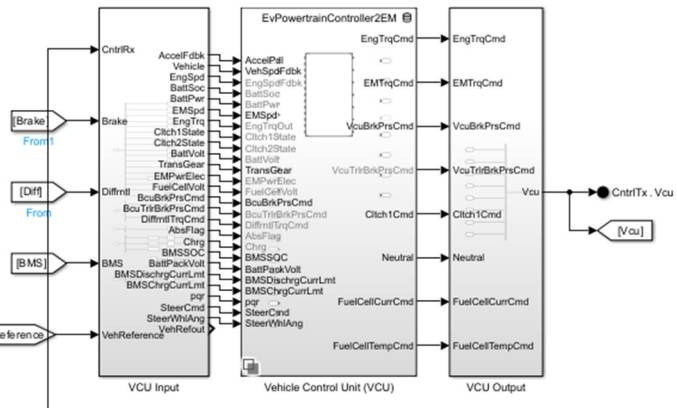 EvPowertrainController2EM
CntrlRx
[Brake
From1
Brake
[Diff]
From
Diffrntl
[BMS]
BMS
eference
VehReference
AccelFdbk
Vehicle
EngSpd
BattSoc
BattPwr
EMSpd
EngTrq
Cltch1State
Cltch2State
BattVolt
TransGear
EMPwrElec
FuelCellVolt
BcuBrkPrsCmd
BcuTrlrBrkPrsCmd
DiffrntlTrqCmd
AbsFlag
Chrg
BMSSOC
BattPackVolt
BMSDischrgCurrLmt
BMSChrgCurrLmt
pqr
SteerCmd
SteerWhlAng
VehRefout
VCU Input
AccelPdl
VehSpdFdbk
EngSpdFdbk
BattSoc
BattPwr
EMSpd
EngTrqOut
Cltch1State
Cltch2State
BattVolt
TransGear
EMPwrElec
FuelCellVolt
BcuBrkPrsCmd
BcuTrlrBrkPrsCmd
DiffrntlTrqCmd
AbsFlag
Chrg
BMSSOC
BattPackVolt
BMSDischrgCurrLmt
BMSChrgCurrLmt
pqr
SteerCmd
SteerWhlAng
EngTrqCmd
EMTrqCmd
VcuBrkPrsCmd
VcuTrlrBrkPrsCmd
Cltch1Cmd
Neutral
FuelCellCurrCmd
FuelCellTempCmd
Vehicle Control Unit (VCU)
EngTrqCmd
EMTrqCmd
VcuBrkPrsCmd
VcuTrlrBrkPrsCmd
Cltch1Cmd
Neutral
FuelCellCurrCmd
FuelCellTempCmd
Vcu
VCU Output
CntrlTx . Vcu
[Vcu]